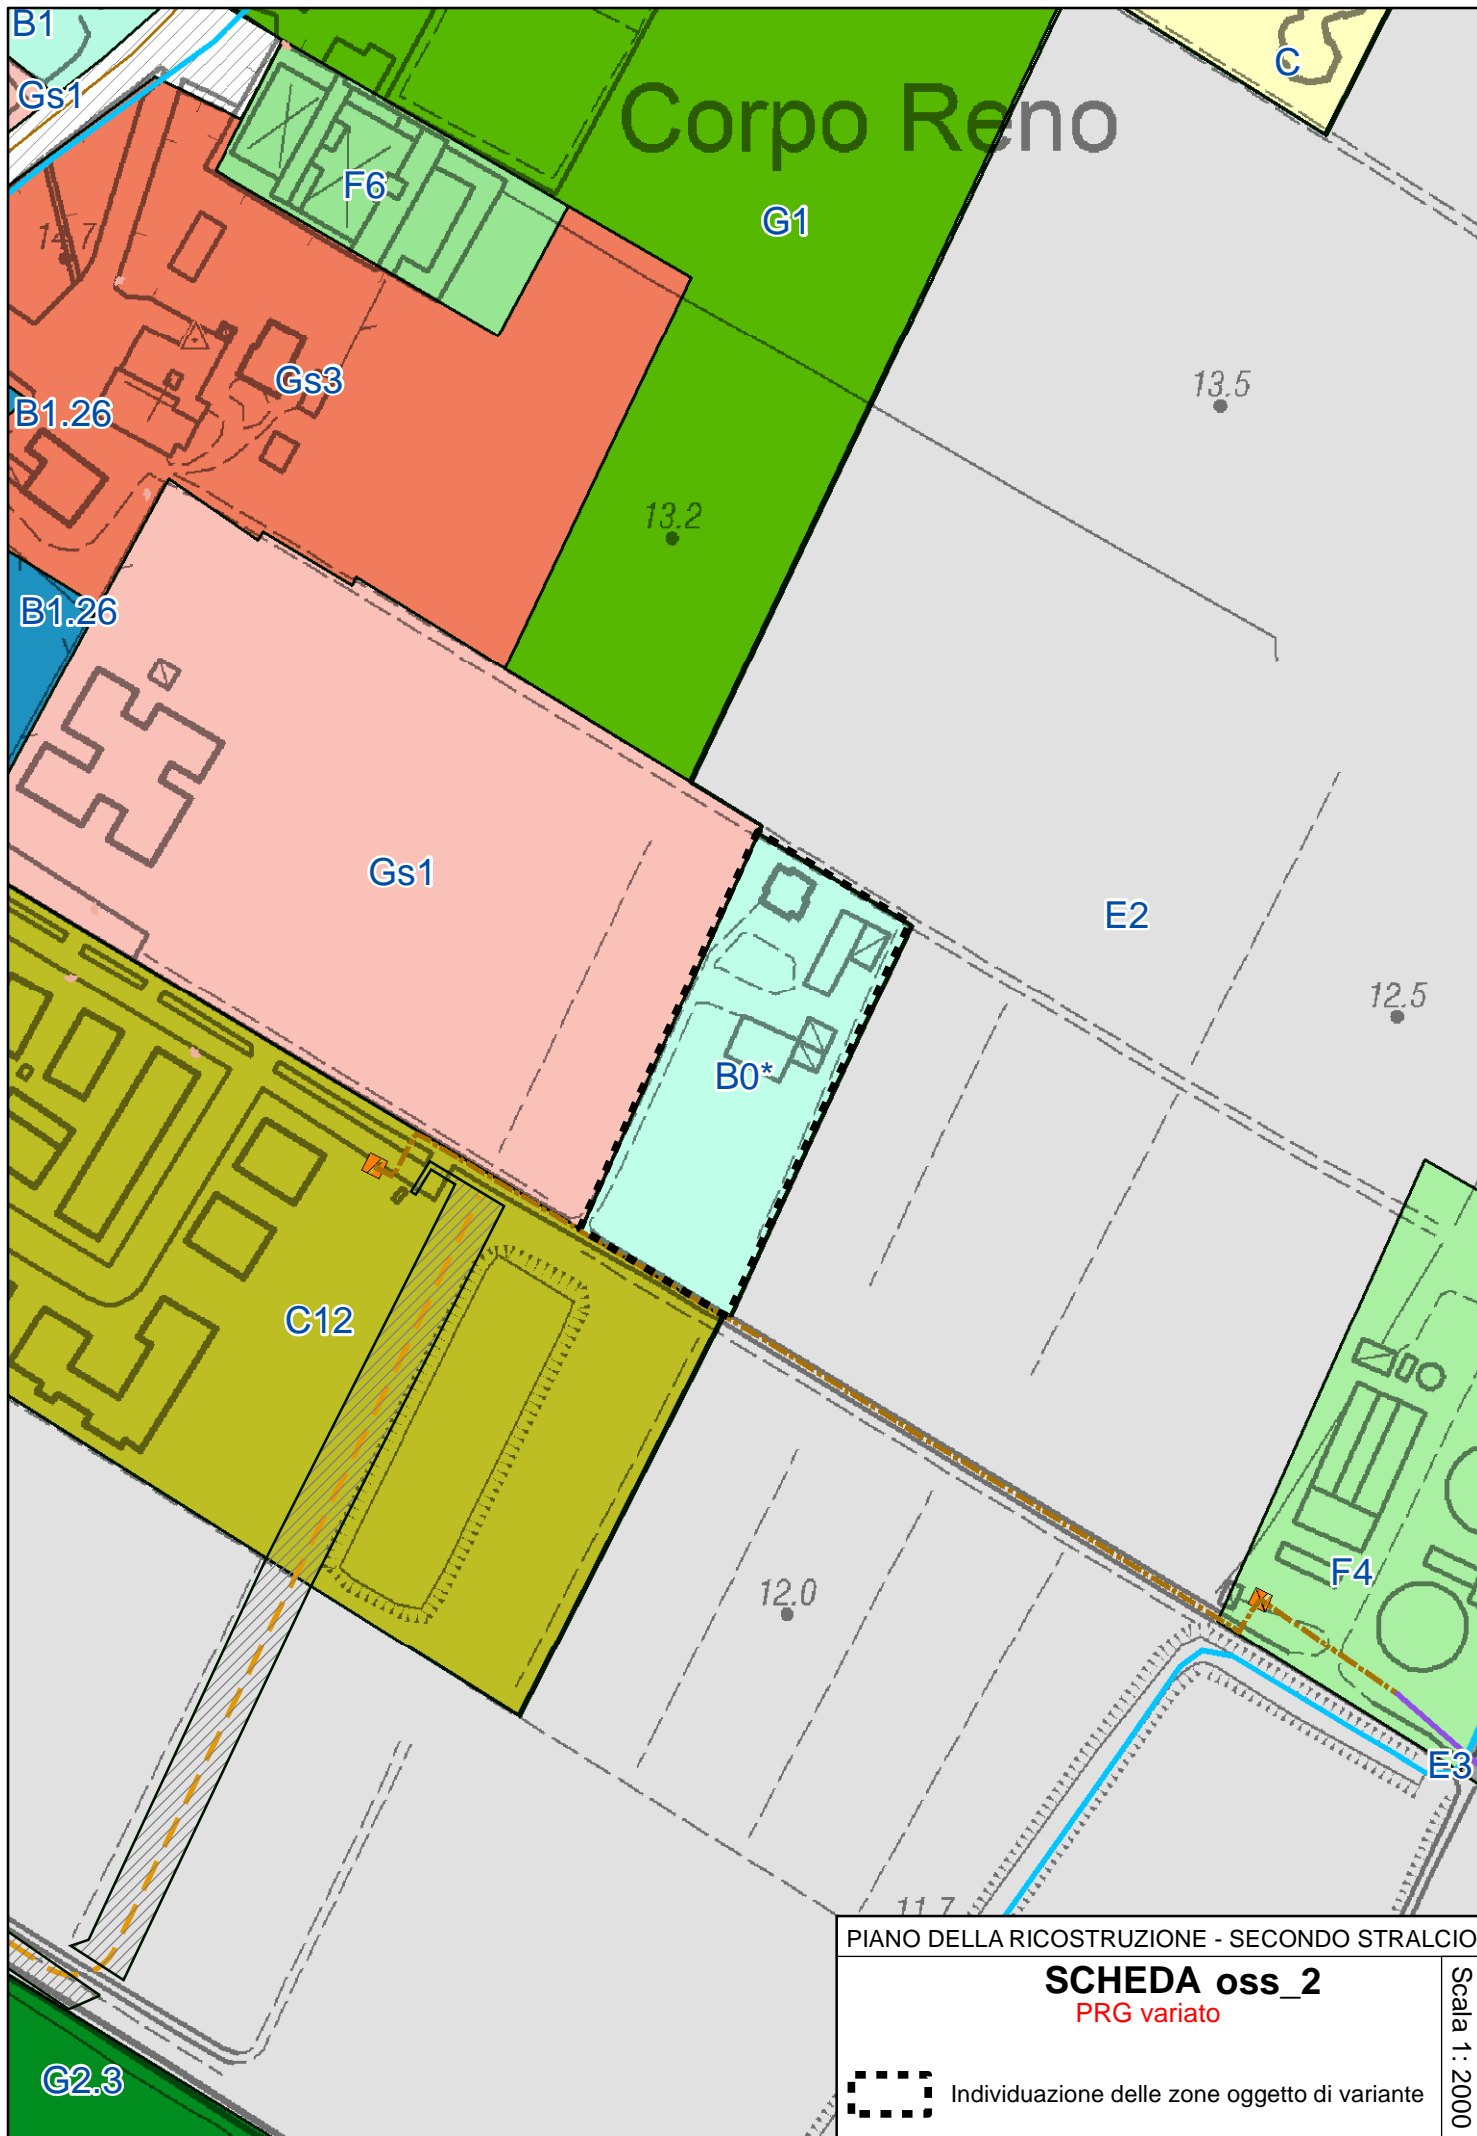 B1
C
Gs1
Corpo Reno
F6
G1
14.7
Gs3
13.5
B1.26
13.2
B1.26
Gs1
E2
12.5
B0*
C12
F4
12.0
E3
11.7
PIANO DELLA RICOSTRUZIONE - SECONDO STRALCIO
SCHEDA oss_2
PRG variato
Scala 1: 2000
G2.3
Individuazione delle zone oggetto di variante